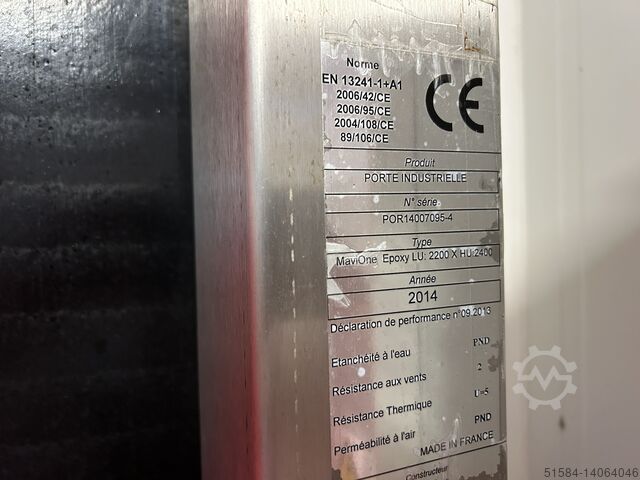 Norme
EN 13241-1+A1
2006/42/CE
2006/95/CE
2004/108/CE
89/106/CE
CE
Produit
PORTE INDUSTRIELLE
N° série
POR14007095-4
Type
MaviOne Epoxy LU: 2200 X HU:2400
Année
2014
Déclaration de performance n°09.2013
Etanchéité à l'eau PND
Résistance aux vents 2
Résistance Thermique U=5
Perméabilité à l'air PND
MADE IN FRANCE
Constructeur
51584-14064046